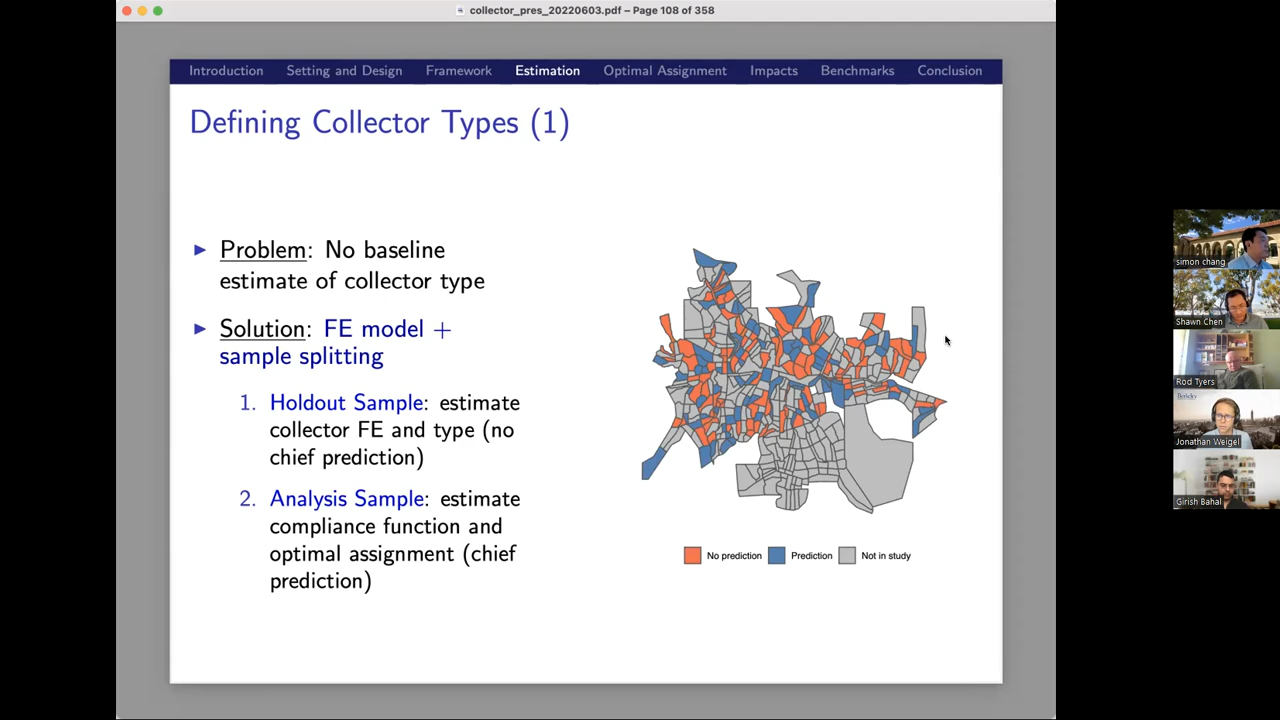 collector_pres_20220603.pdf – Page 108 of 358
Introduction Setting and Design Framework Estimation Optimal Assignment Impacts Benchmarks Conclusion
Defining Collector Types (1)
Problem: No baseline
estimate of collector type
Solution: FE model +
sample splitting
1. Holdout Sample: estimate
collector FE and type (no
chief prediction)
2. Analysis Sample: estimate
compliance function and
optimal assignment (chief
prediction)
No prediction Prediction Not in study
simon chang
Shawn Chen
Rod Tyers
Berkeley
Jonathan Weigel
Girish Bahal